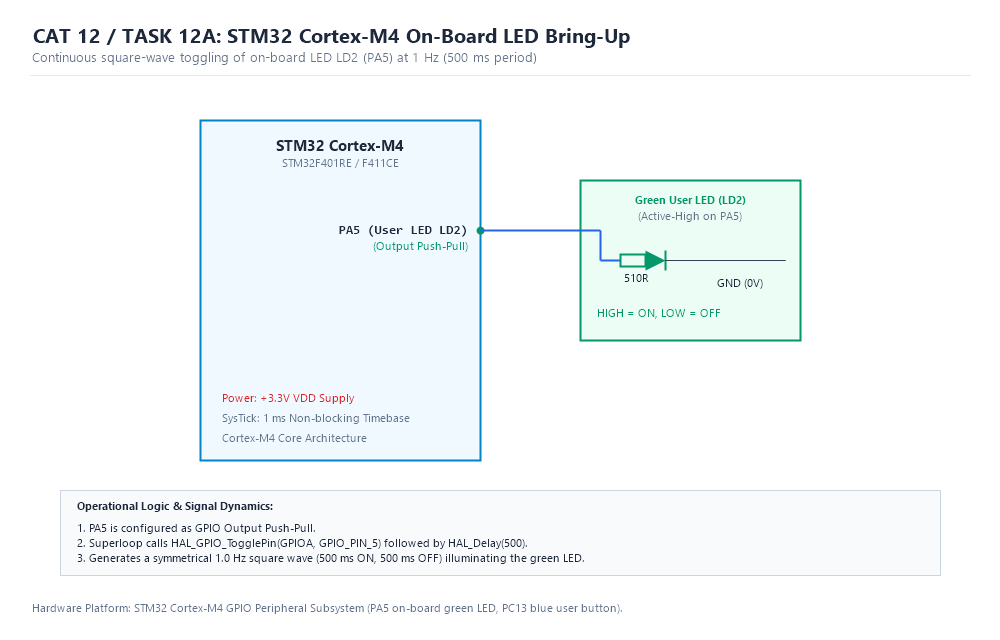 CAT 12 / TASK 12A: STM32 Cortex-M4 On-Board LED Bring-Up
Continuous square-wave toggling of on-board LED LD2 (PA5) at 1 Hz (500 ms period)
STM32 Cortex-M4
STM32F401RE / F411CE
PA5 (User LED LD2)
(Output Push-Pull)
Green User LED (LD2)
(Active-High on PA5)
510R
GND (0V)
HIGH = ON, LOW = OFF
Power: +3.3V VDD Supply
SysTick: 1 ms Non-blocking Timebase
Cortex-M4 Core Architecture
Operational Logic & Signal Dynamics:
1. PA5 is configured as GPIO Output Push-Pull.
2. Superloop calls HAL_GPIO_TogglePin(GPIOA, GPIO_PIN_5) followed by HAL_Delay(500).
3. Generates a symmetrical 1.0 Hz square wave (500 ms ON, 500 ms OFF) illuminating the green LED.
Hardware Platform: STM32 Cortex-M4 GPIO Peripheral Subsystem (PA5 on-board green LED, PC13 blue user button).